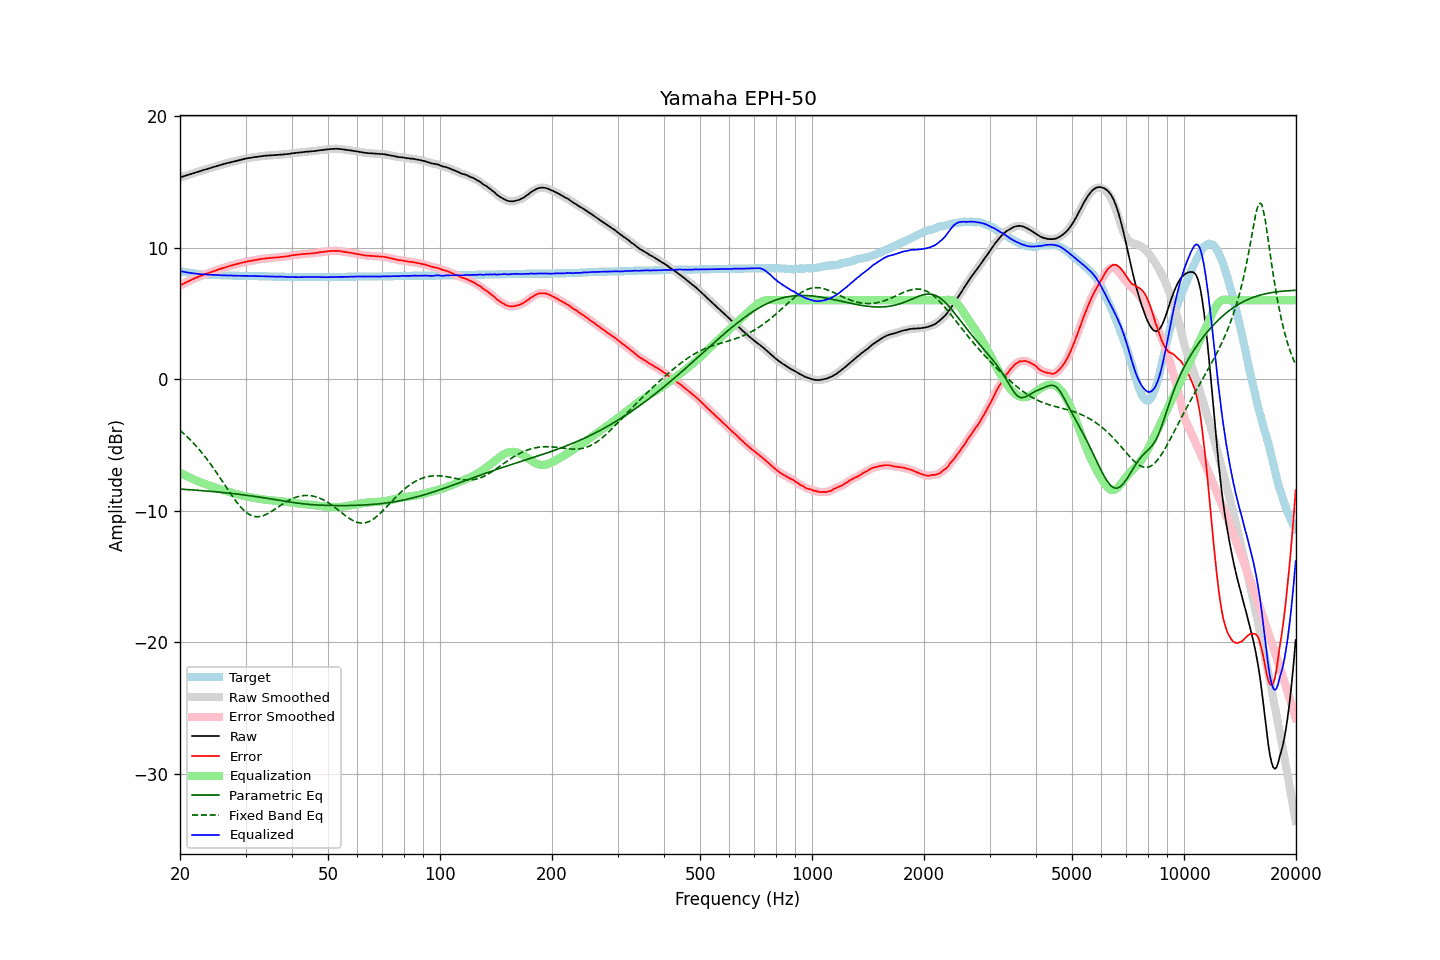 Yamaha EPH-50
20
10
0
−10
−20
−30
Amplitude (dBr)
Target
Raw Smoothed
Error Smoothed
Raw
Error
Equalization
Parametric Eq
Fixed Band Eq
Equalized
20 50 100 200 500 1000 2000 5000 10000 20000
Frequency (Hz)